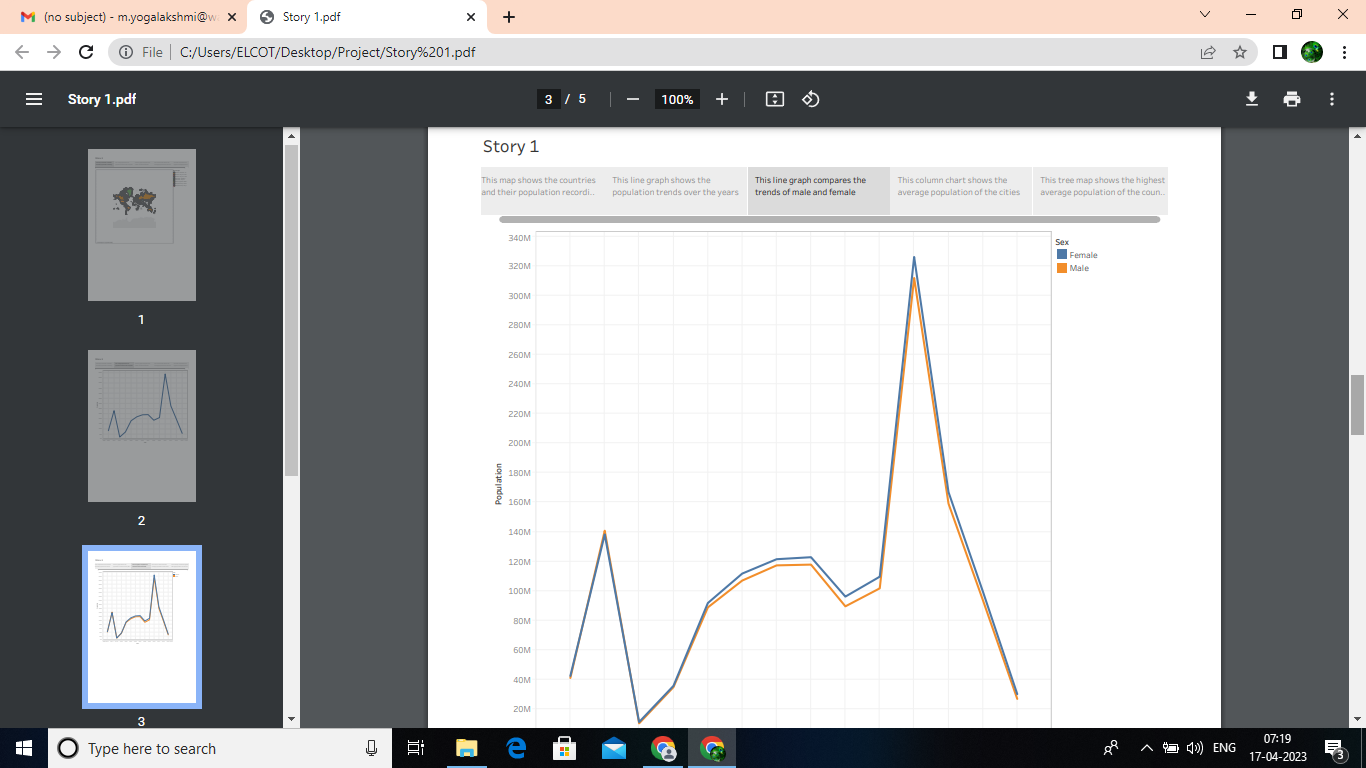 (no subject) - m.yogalakshmi@w
Story 1.pdf
File
C:/Users/ELCOT/Desktop/Project/Story%201.pdf
Story 1.pdf
3 / 5
100%
1
2
3
Story 1
This map shows the countries
and their population recordi..
This line graph shows the
population trends over the years
This line graph compares the
trends of male and female
This column chart shows the
average population of the cities
This tree map shows the highest
average population of the coun..
340M
320M
300M
280M
260M
240M
220M
200M
180M
160M
140M
120M
100M
80M
60M
40M
20M
Population
Sex
Female
Male
Type here to search
ENG
07:19
17-04-2023
3